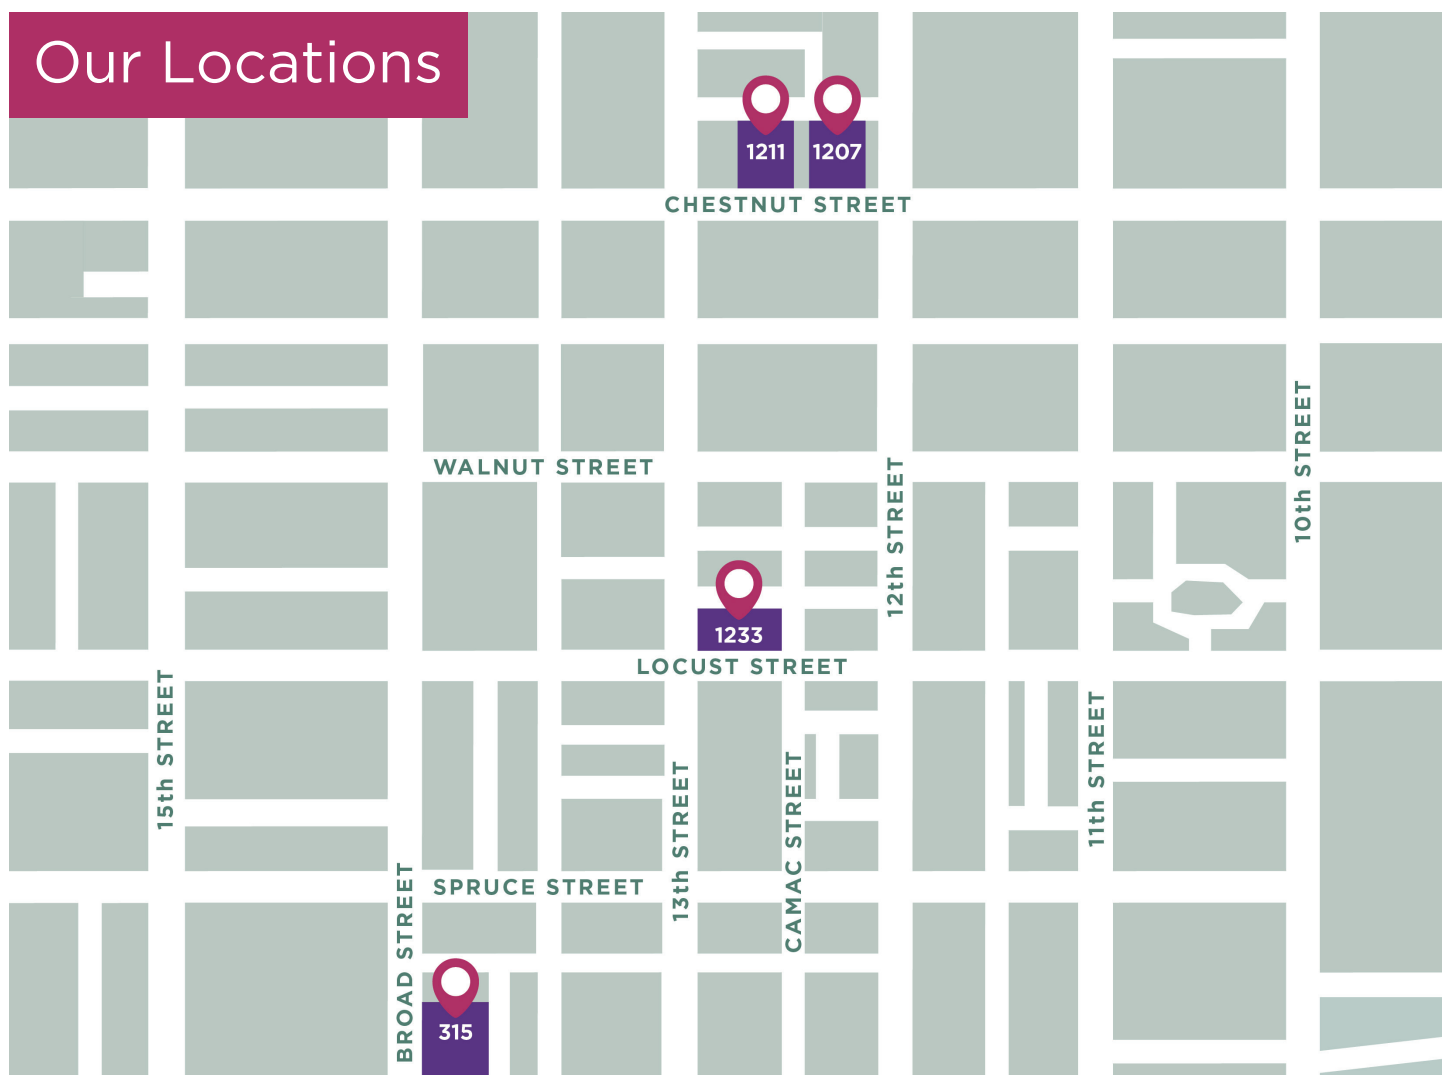 Our Locations
1211
1207
CHESTNUT STREET
WALNUT STREET
12th STREET
10th STREET
1233
LOCUST STREET
15th STREET
11th STREET
13th STREET
CAMAC STREET
BROAD STREET
SPRUCE STREET
315